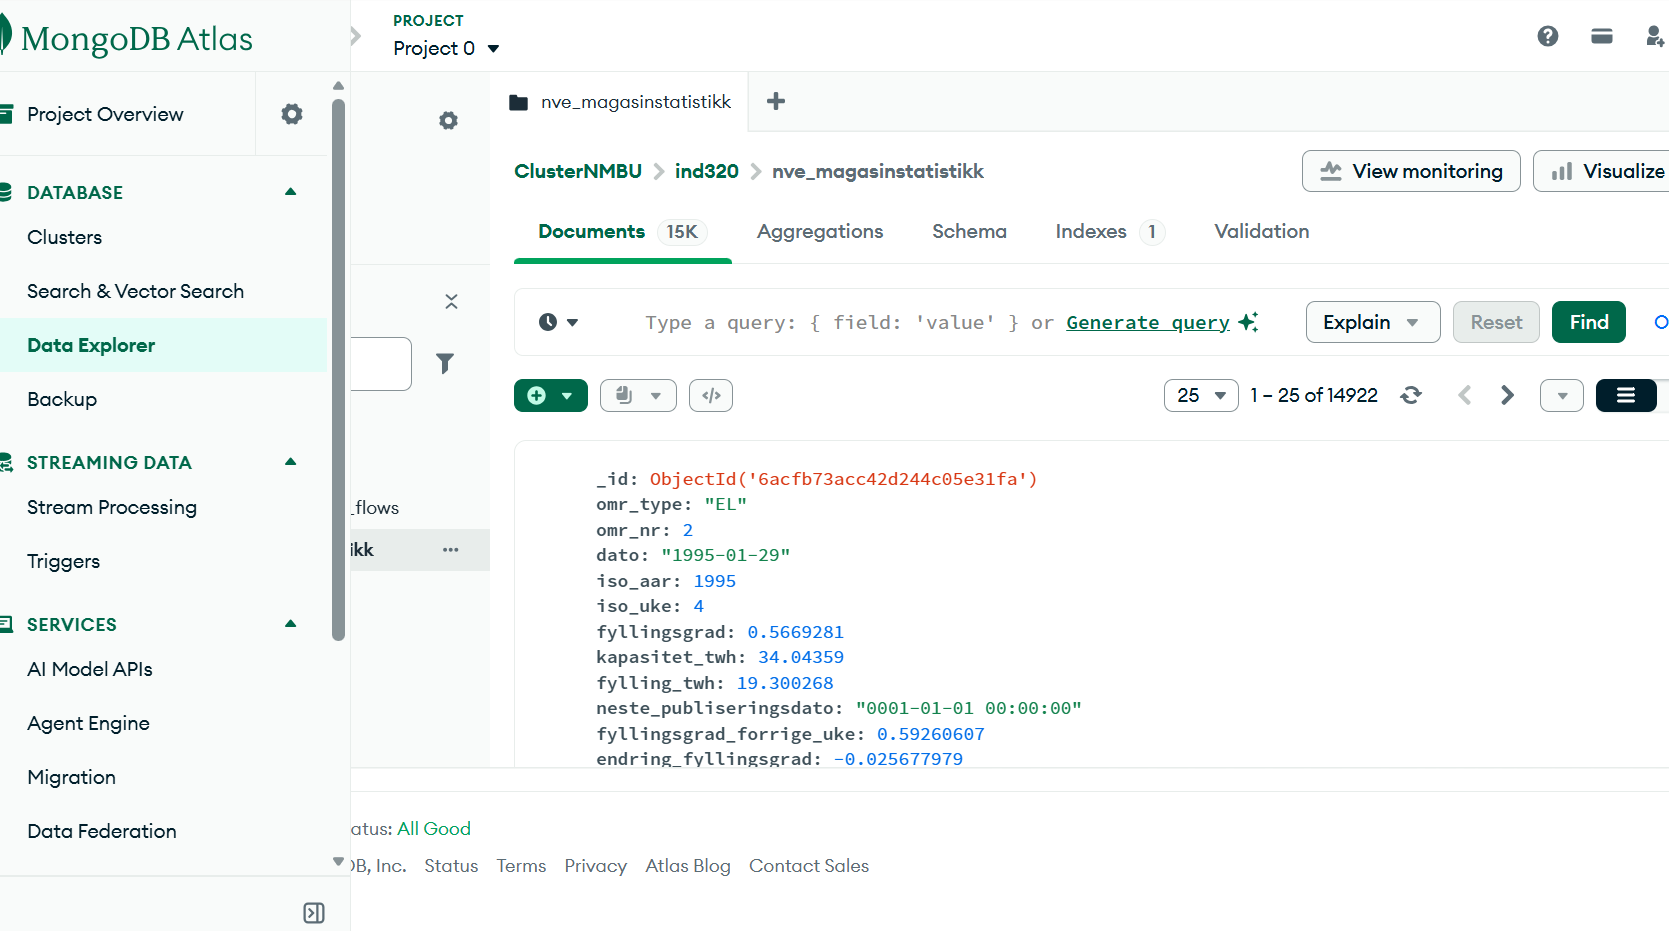 MongoDB Atlas
PROJECT
Project 0
Project Overview
DATABASE
Clusters
Search & Vector Search
Data Explorer
Backup
STREAMING DATA
Stream Processing
Triggers
SERVICES
AI Model APIs
Agent Engine
Migration
Data Federation
_flows
ikk
nve_magasinstatistikk
ClusterNMBU > ind320 > nve_magasinstatistikk
View monitoring
Visualize
Documents 15K Aggregations Schema Indexes 1 Validation
Type a query: { field: 'value' } or Generate query
Explain Reset Find
25 1 – 25 of 14922
_id: ObjectId('6acfb73acc42d244c05e31fa')
omr_type: "EL"
omr_nr: 2
dato: "1995-01-29"
iso_aar: 1995
iso_uke: 4
fyllingsgrad: 0.5669281
kapasitet_twh: 34.04359
fylling_twh: 19.300268
neste_publiseringsdato: "0001-01-01 00:00:00"
fyllingsgrad_forrige_uke: 0.59260607
endring_fyllingsgrad: -0.025677979
atus: All Good
DB, Inc. Status Terms Privacy Atlas Blog Contact Sales